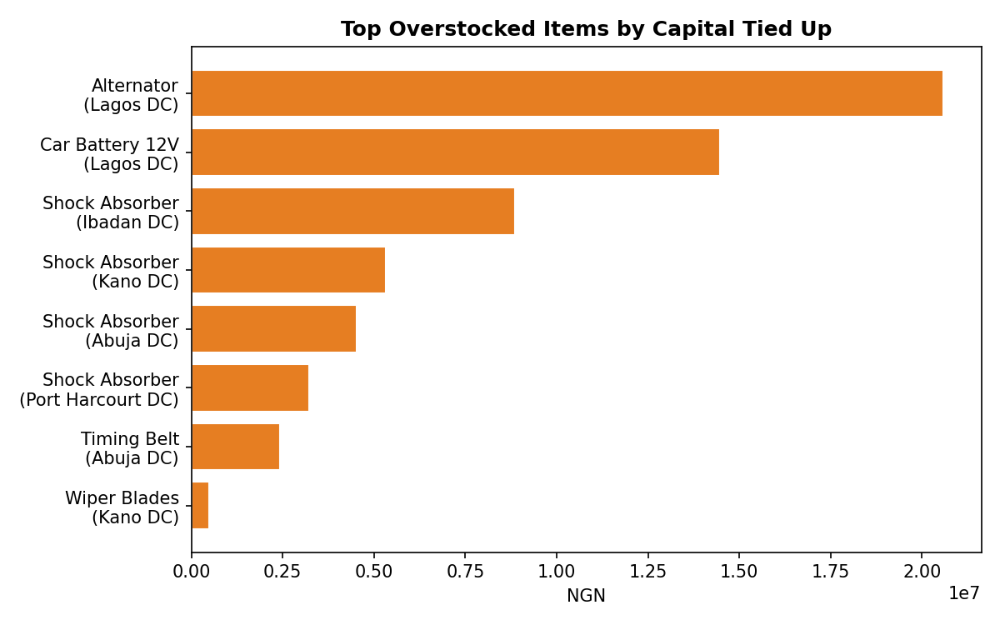 Top Overstocked Items by Capital Tied Up
Alternator
(Lagos DC)
Car Battery 12V
(Lagos DC)
Shock Absorber
(Ibadan DC)
Shock Absorber
(Kano DC)
Shock Absorber
(Abuja DC)
Shock Absorber
(Port Harcourt DC)
Timing Belt
(Abuja DC)
Wiper Blades
(Kano DC)
0.00 0.25 0.50 0.75 1.00 1.25 1.50 1.75 2.00
1e7
NGN